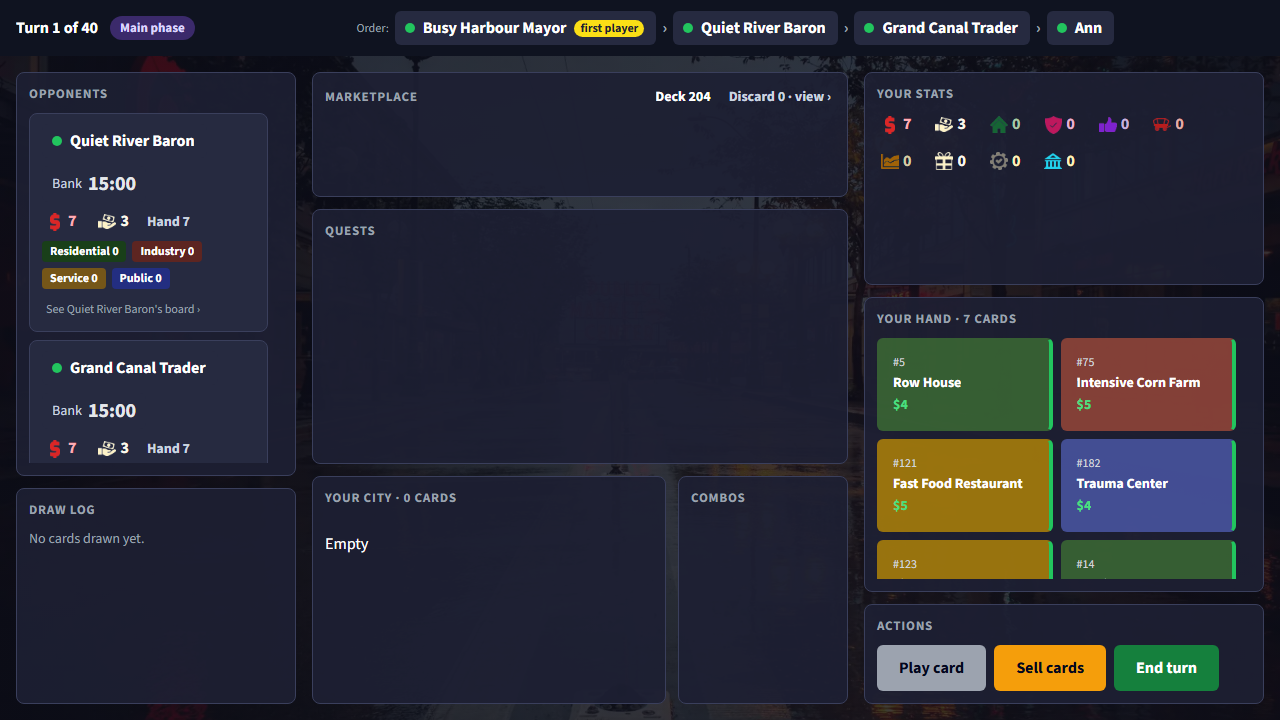 Turn 1 of 40 Main phase Order: Busy Harbour Mayor first player › Quiet River Baron › Grand Canal Trader › Ann
OPPONENTS
Quiet River Baron
Bank 15:00
7 3 Hand 7
Residential 0 Industry 0
Service 0 Public 0
See Quiet River Baron's board ›
Grand Canal Trader
Bank 15:00
7 3 Hand 7
DRAW LOG
No cards drawn yet.
MARKETPLACE Deck 204 Discard 0 · view ›
QUESTS
YOUR CITY · 0 CARDS
Empty
COMBOS
YOUR STATS
7 3 0 0 0 0
0 0 0 0
YOUR HAND · 7 CARDS
#5
Row House
$4
#75
Intensive Corn Farm
$5
#121
Fast Food Restaurant
$5
#182
Trauma Center
$4
#123
#14
ACTIONS
Play card Sell cards End turn